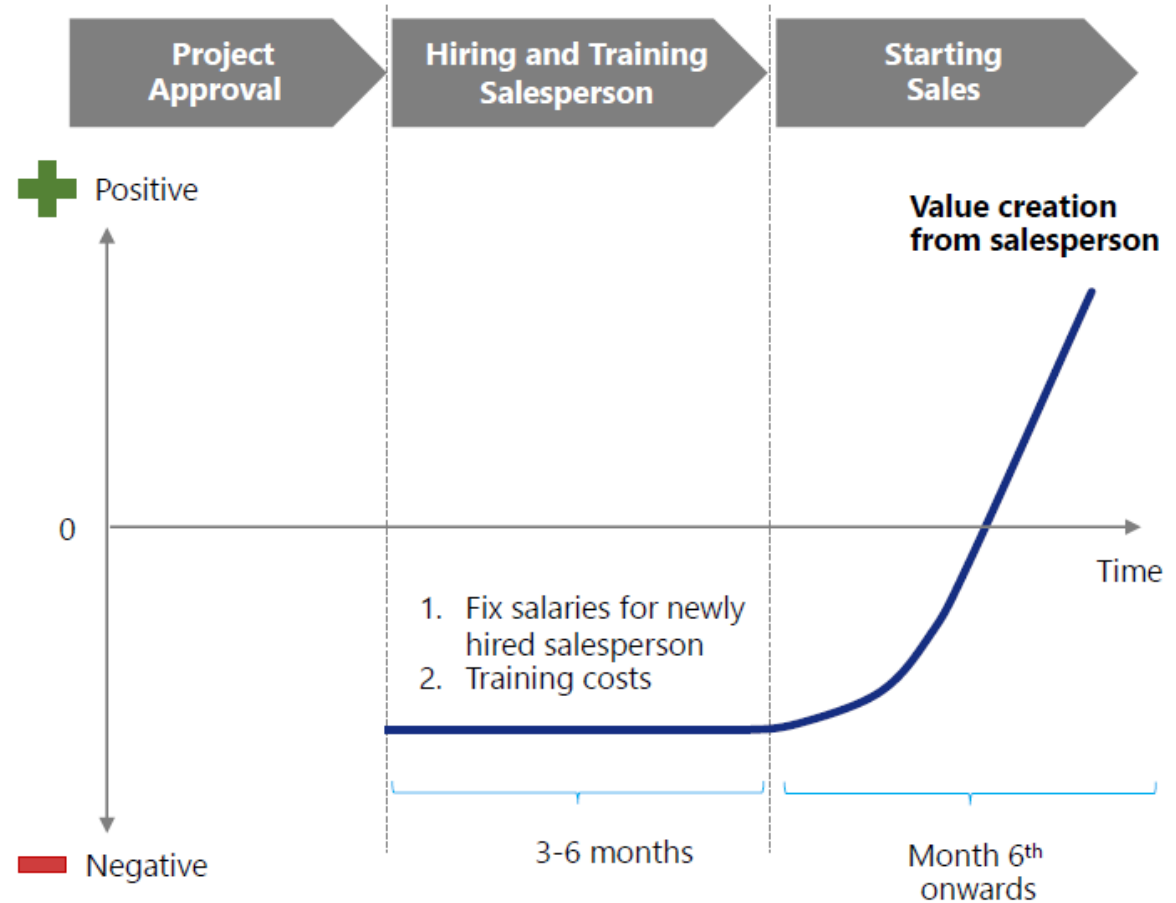 Project
Approval
Hiring and Training
Salesperson
Starting
Sales
Positive
Value creation
from salesperson
0
Time
1. Fix salaries for newly
hired salesperson
2. Training costs
3-6 months
Month 6th
onwards
Negative